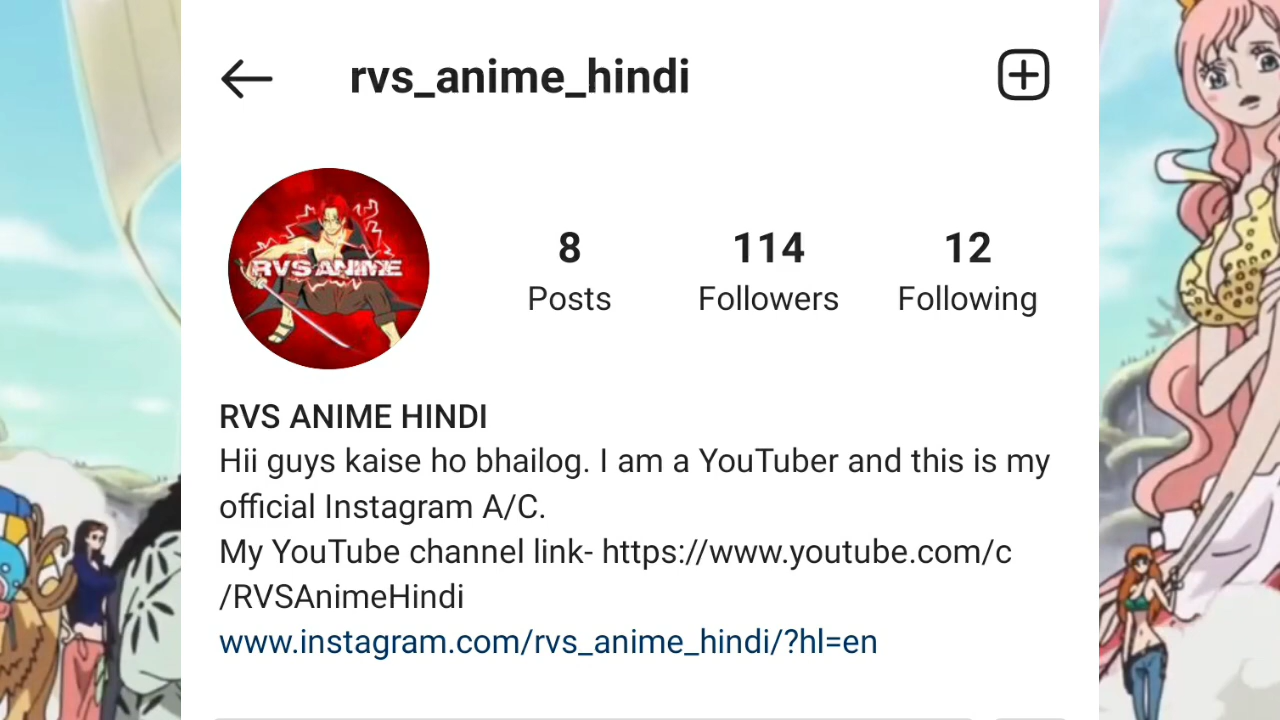 rvs_anime_hindi
RVS ANIME
8
Posts
114
Followers
12
Following
RVS ANIME HINDI
Hii guys kaise ho bhailog. I am a YouTuber and this is my
official Instagram A/C.
My YouTube channel link- https://www.youtube.com/c
/RVSAnimeHindi
www.instagram.com/rvs_anime_hindi/?hl=en